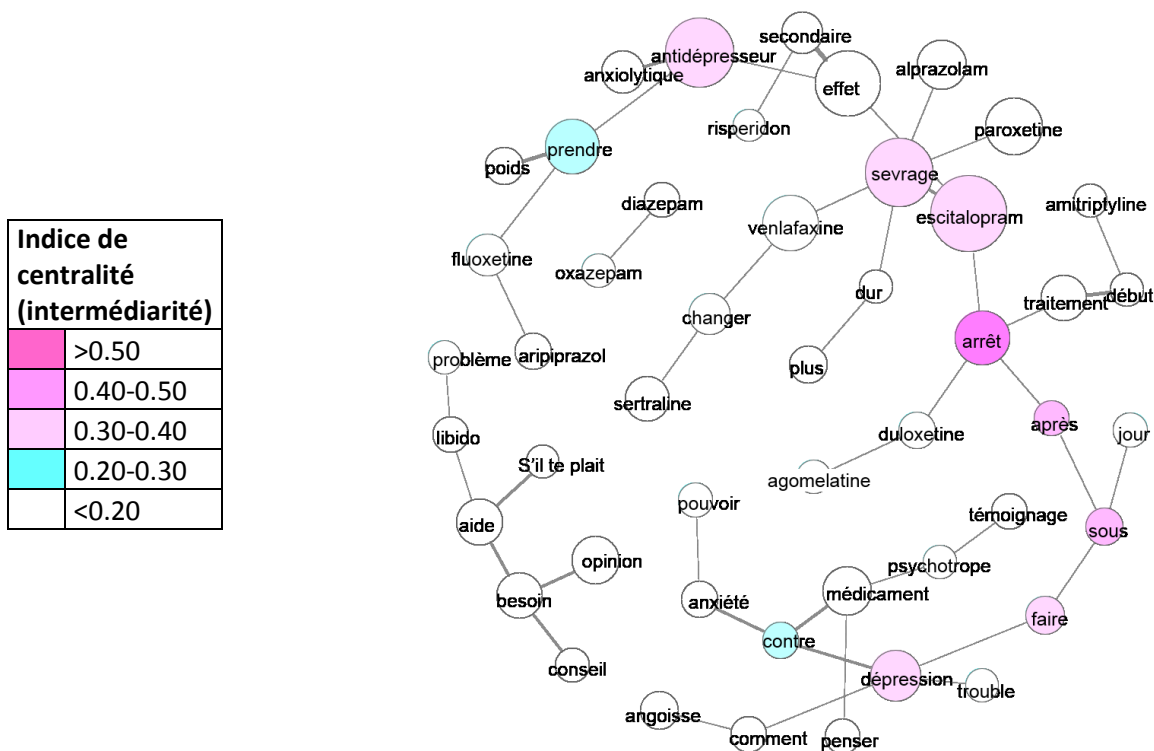 Indice de
centralité
(intermédiarité)
>0.50
0.40-0.50
0.30-0.40
0.20-0.30
<0.20
secondaire
antidépresseur
anxiolytique
effet
alprazolam
risperidon
paroxetine
prendre
poids
sevrage
diazepam
escitalopram
amitriptyline
venlafaxine
fluoxetine
oxazepam
dur
traitement
début
changer
arrêt
problème
aripiprazol
plus
sertraline
libido
duloxetine
après
jour
S'il te plait
agomelatine
pouvoir
témoignage
aide
sous
opinion
psychotrope
besoin
anxiété
médicament
faire
contre
conseil
dépression
trouble
angoisse
comment
penser